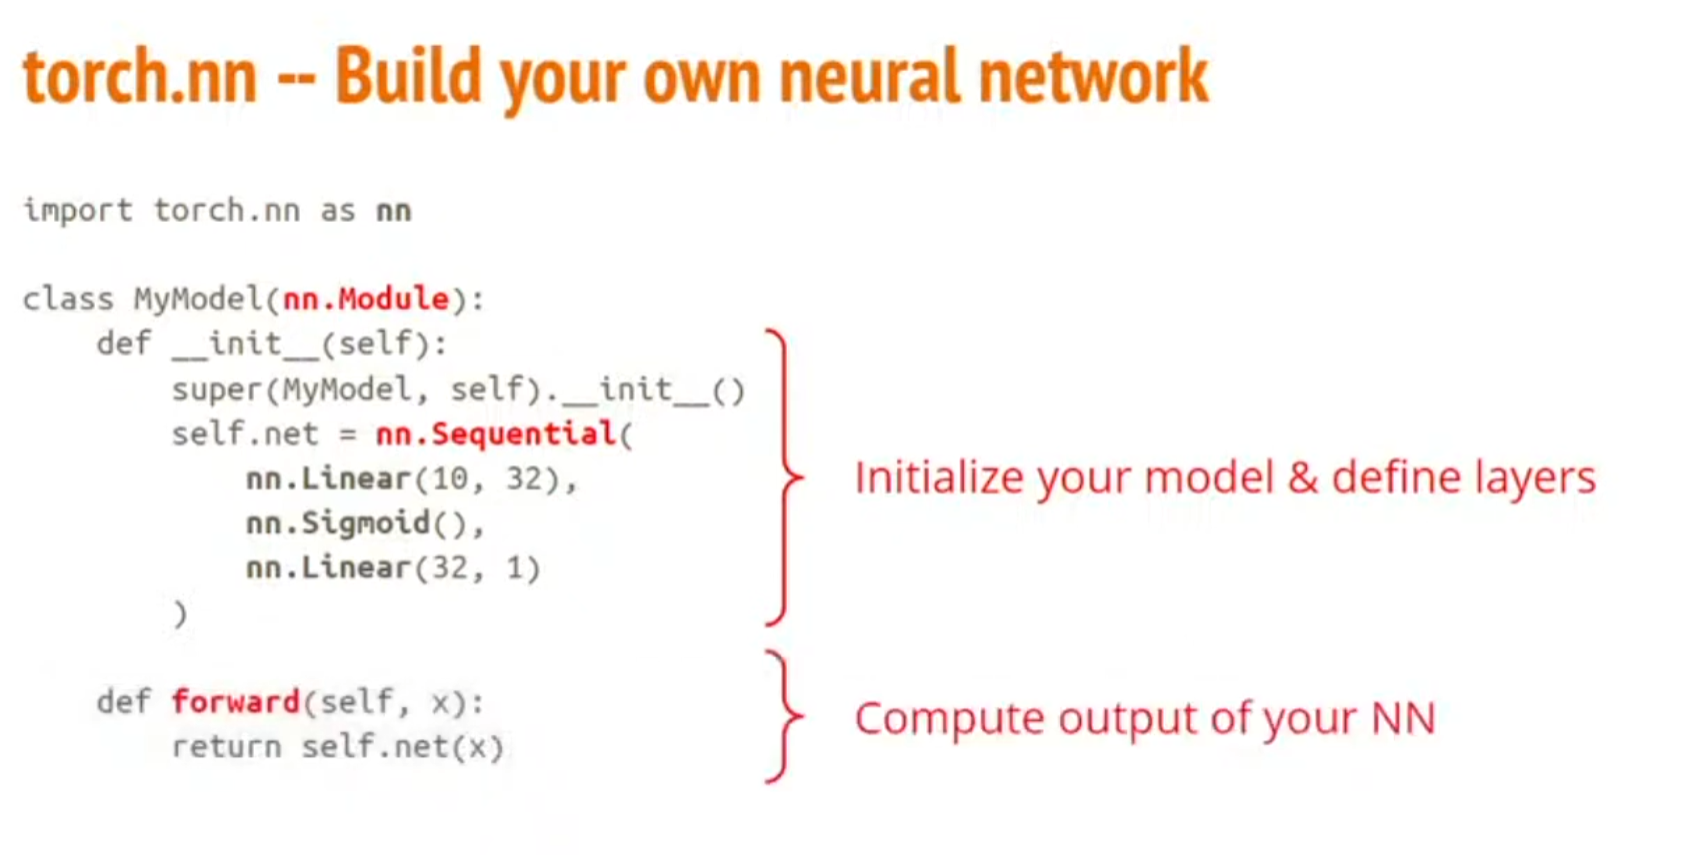 torch.nn -- Build your own neural network
import torch.nn as nn
class MyModel(nn.Module):
    def __init__(self):
        super(MyModel, self).__init__()
        self.net = nn.Sequential(
            nn.Linear(10, 32),
            nn.Sigmoid(),
            nn.Linear(32, 1)
        )
Initialize your model & define layers
    def forward(self, x):
        return self.net(x)
Compute output of your NN